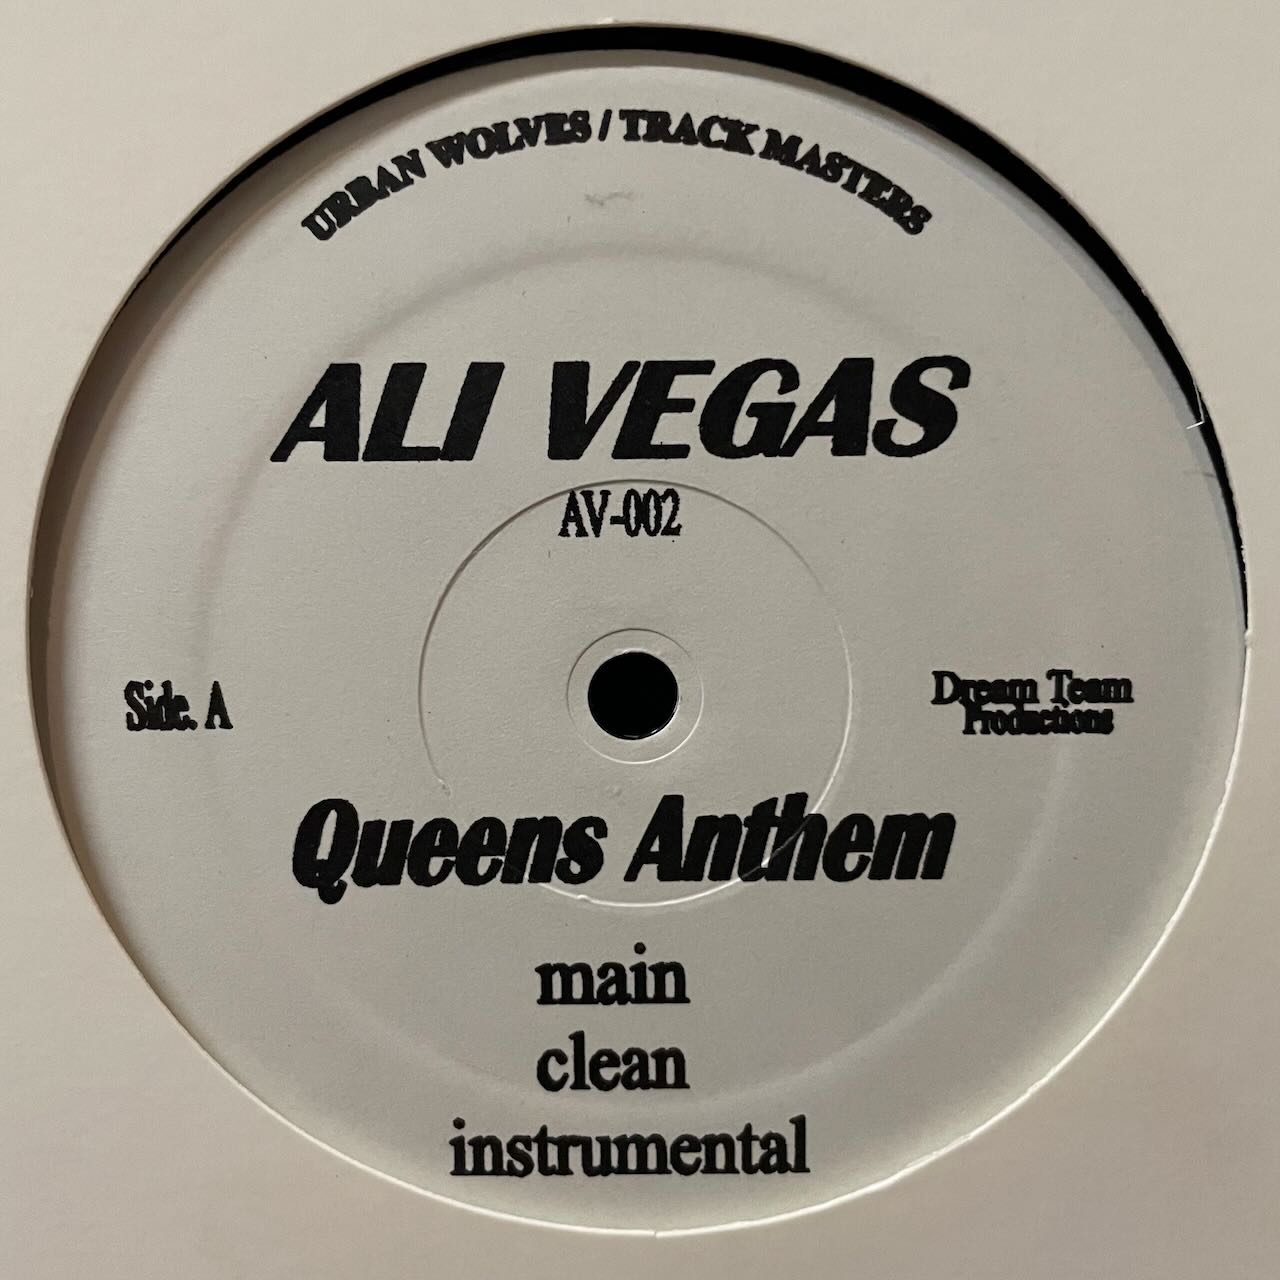 URBAN WOLVES / TRACK MASTERS
ALI VEGAS
AV-002
Side. A
Dream Team
Productions
Queens Anthem
main
clean
instrumental